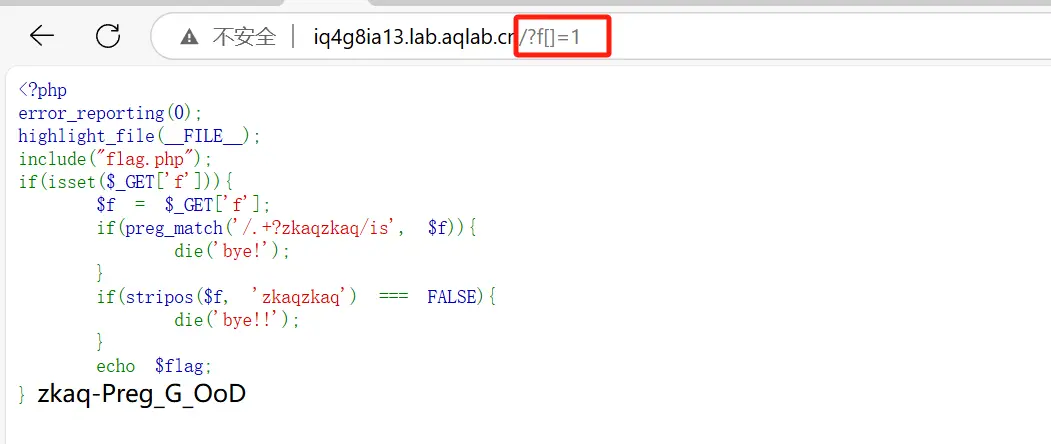 不安全 | iq4g8ia13.lab.aqlab.cn/?f[]=1
<?php
error_reporting(0);
highlight_file(__FILE__);
include("flag.php");
if(isset($_GET['f'])){
        $f = $_GET['f'];
        if(preg_match('/.+?zkaqzkaq/is', $f)){
                die('bye!');
        }
        if(stripos($f, 'zkaqzkaq') === FALSE){
                die('bye!!');
        }
        echo $flag;
} zkaq-Preg_G_OoD